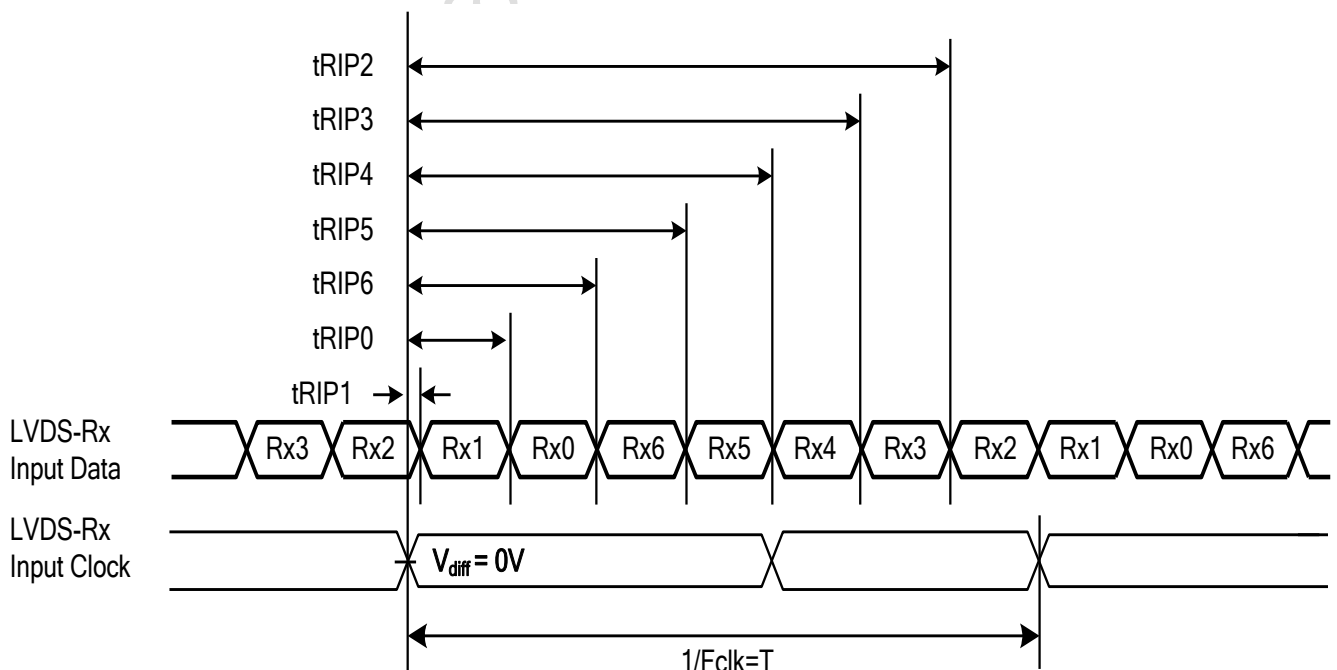 tRIP2
tRIP3
tRIP4
tRIP5
tRIP6
tRIP0
tRIP1
LVDS-Rx
Input Data
Rx3 Rx2 Rx1 Rx0 Rx6 Rx5 Rx4 Rx3 Rx2 Rx1 Rx0 Rx6
LVDS-Rx
Input Clock
Vdiff = 0V
1/Fclk=T